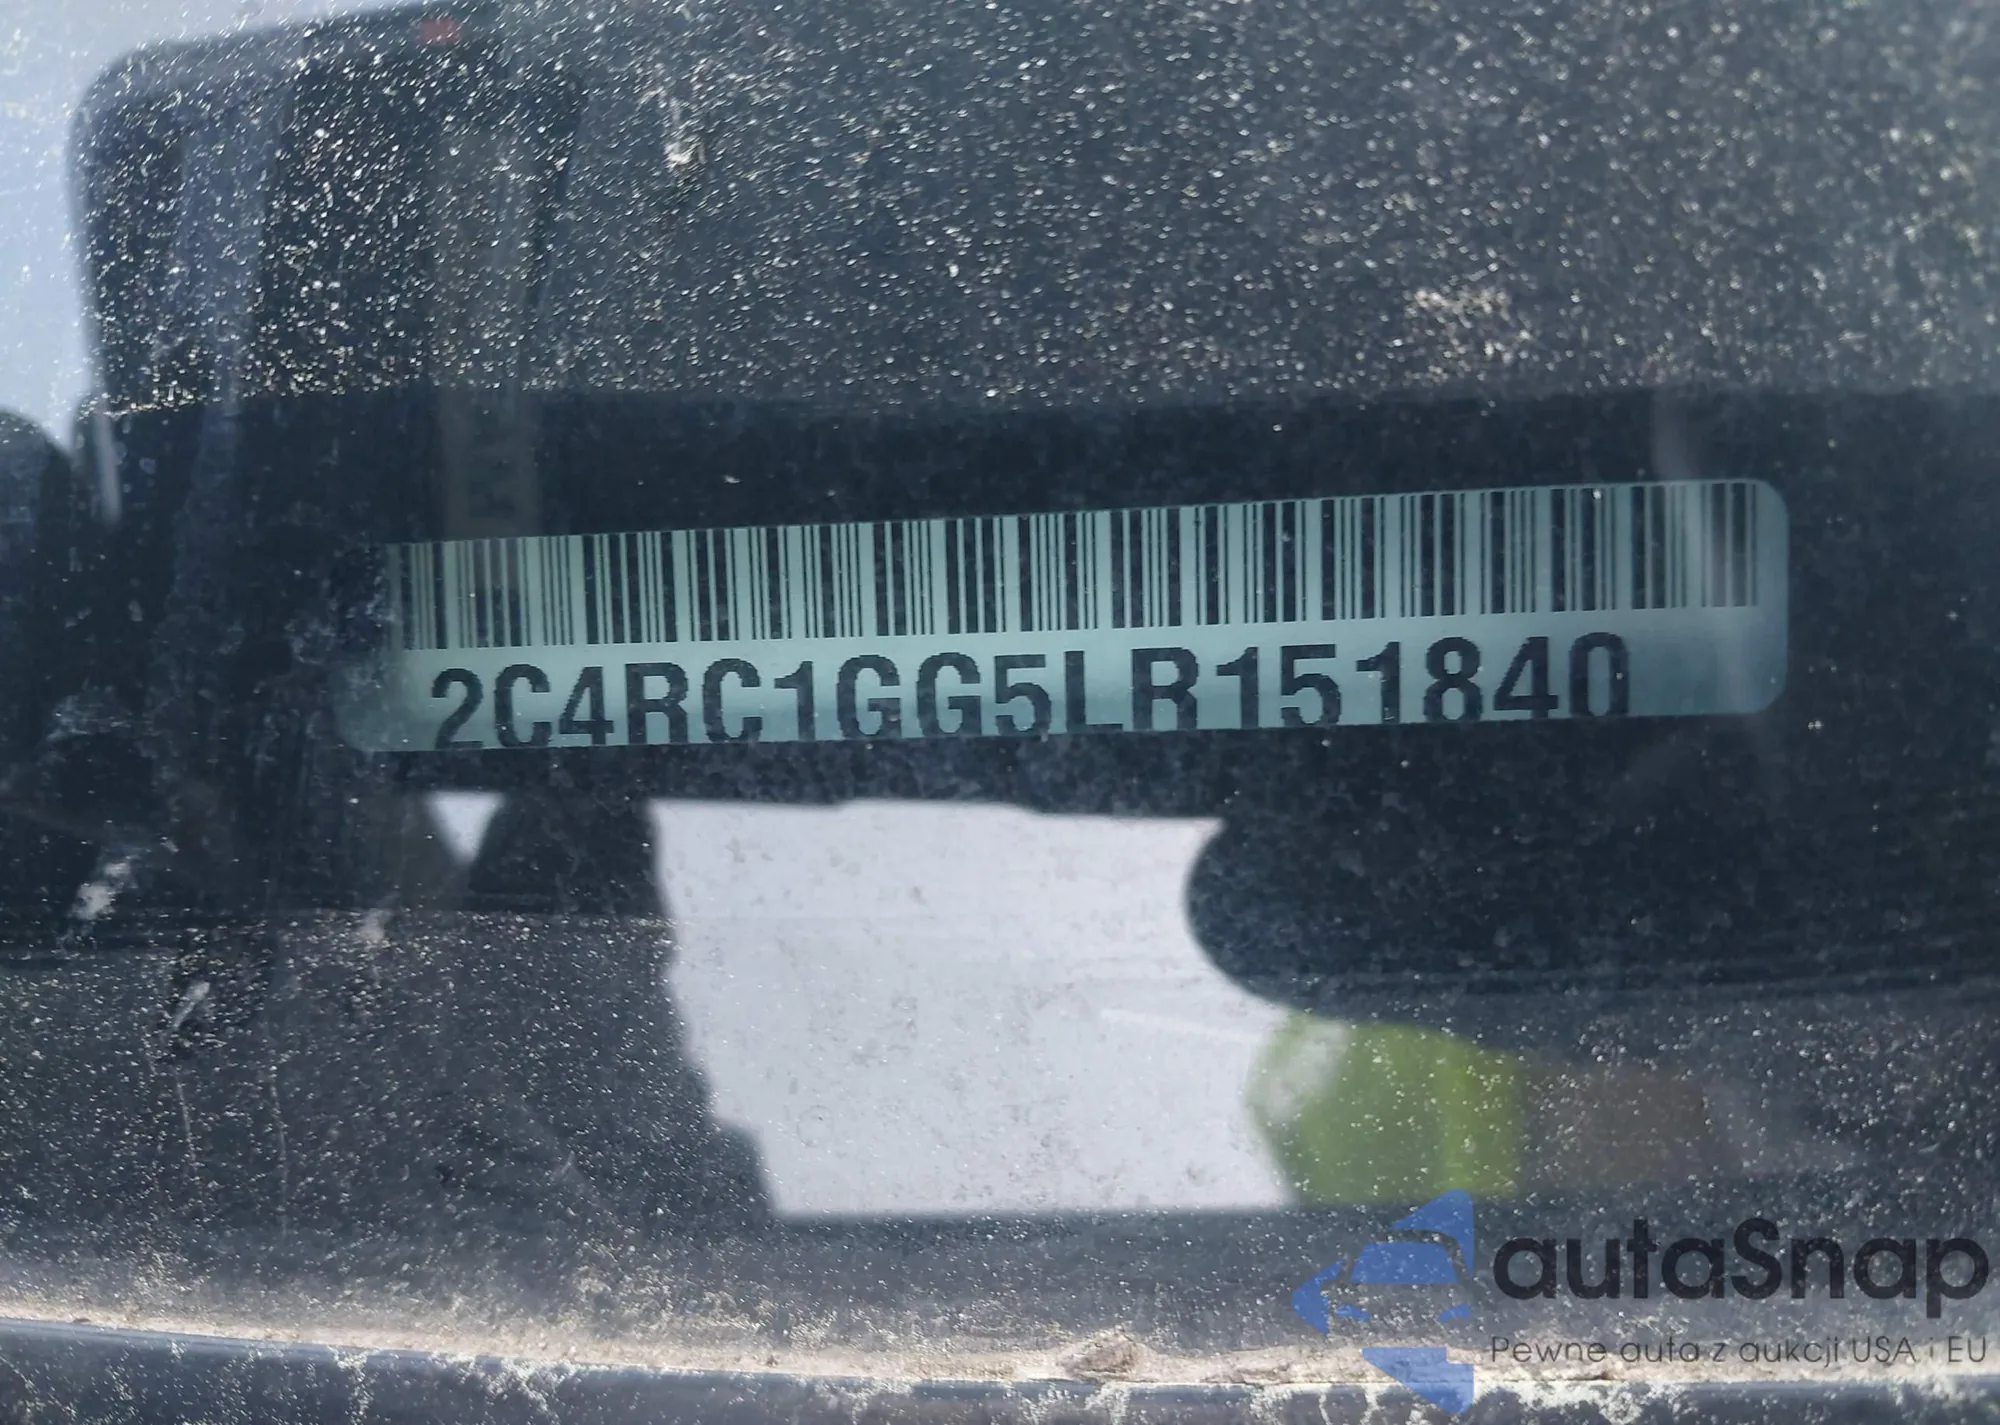 2C4RC1GG5LR151840
autaSnap
Pewne auta z aukcji USA i EU